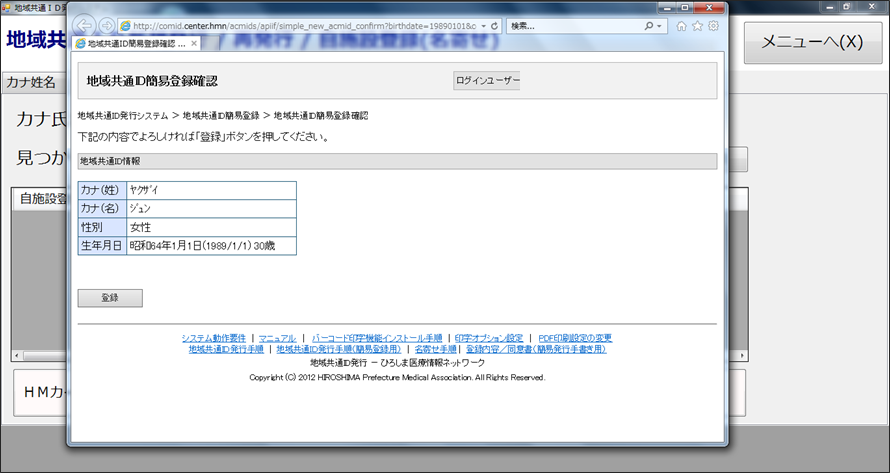 地域共通ＩＤ
http://comid.center.hmn/acmids/apiif/simple_new_acmid_confirm?birthdate=19890101&c
検索...
地域共通ID簡易登録確認 ...
地域共
/ 再発行 / 自施設登録(名寄せ)
メニューへ(X)
カナ姓名
カナ氏
見つか
自施設登
ＨＭカ
地域共通ID簡易登録確認
ログインユーザー
地域共通ID発行システム > 地域共通ID簡易登録 > 地域共通ID簡易登録確認
下記の内容でよろしければ「登録」ボタンを押してください。
地域共通ID情報
カナ(姓) ﾔｸｻﾞｲ
カナ(名) ｼﾞｭﾝ
性別 女性
生年月日 昭和64年1月1日(1989/1/1) 30歳
登録
システム動作要件 | マニュアル | バーコード印字機能インストール手順 | 印字オプション設定 | PDF印刷設定の変更
地域共通ID発行手順 | 地域共通ID発行手順(簡易登録用) | 名寄せ手順 | 登録内容／同意書(簡易発行手書き用)
地域共通ID発行 － ひろしま医療情報ネットワーク
Copyright (C) 2012 HIROSHIMA Prefecture Medical Association. All Rights Reserved.